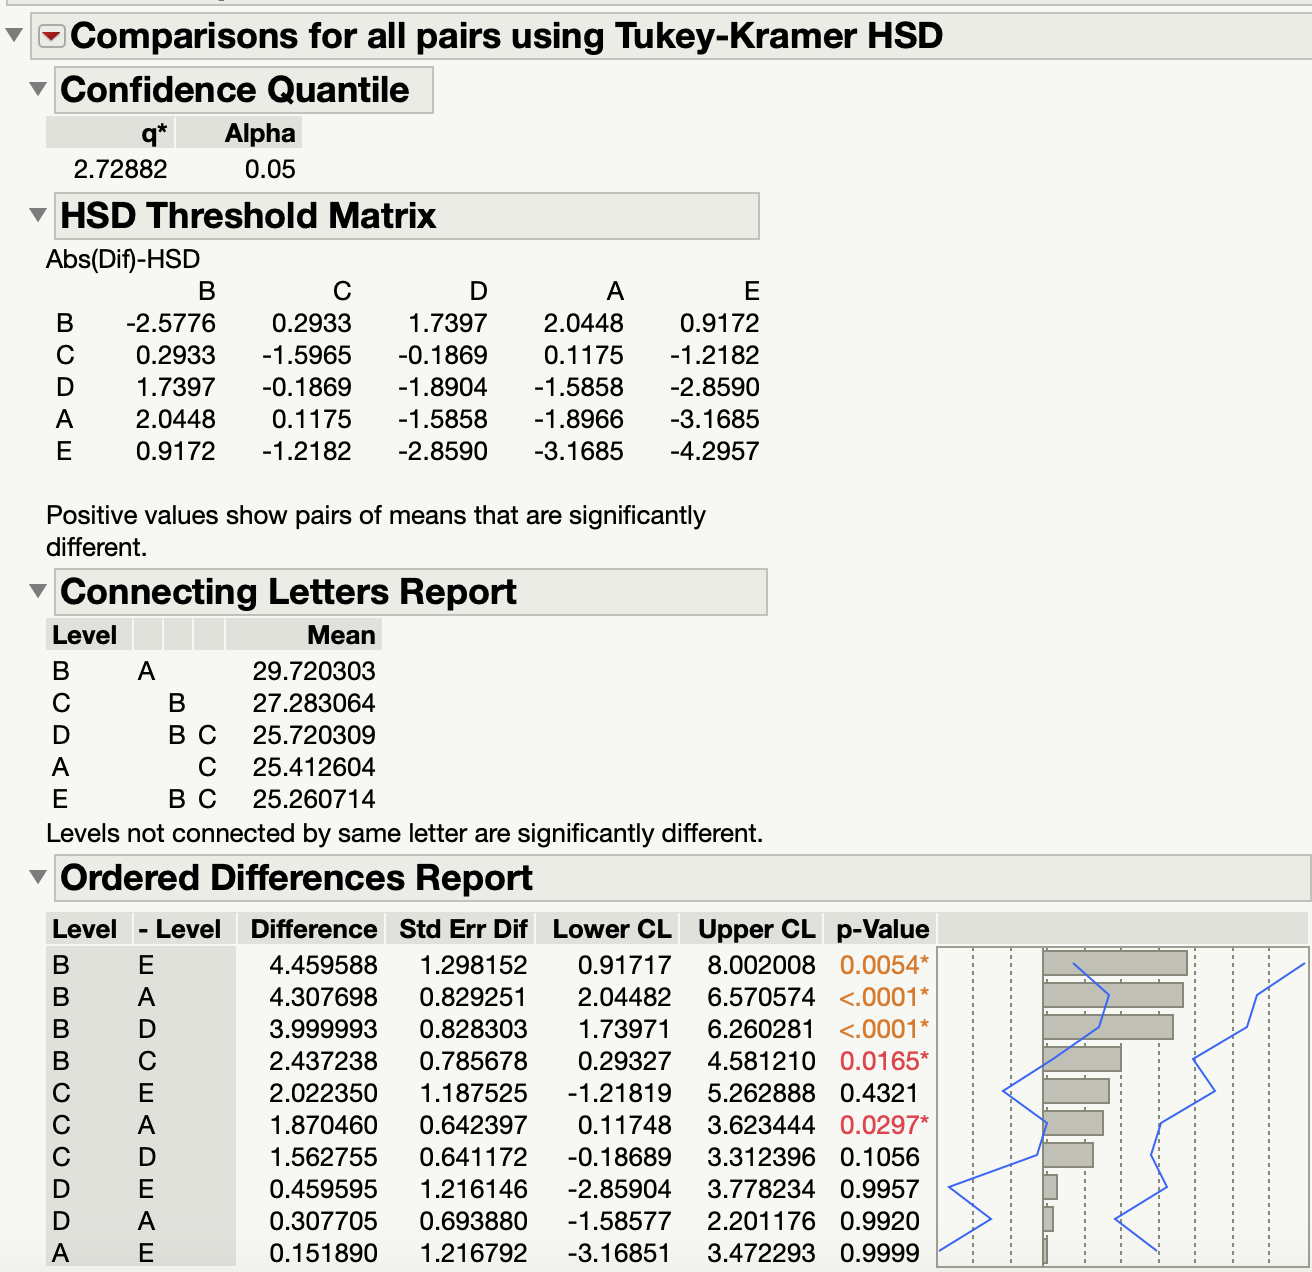 Comparisons for all pairs using Tukey-Kramer HSD
Confidence Quantile
q* Alpha
2.72882 0.05
HSD Threshold Matrix
Abs(Dif)-HSD
B C D A E
B -2.5776 0.2933 1.7397 2.0448 0.9172
C 0.2933 -1.5965 -0.1869 0.1175 -1.2182
D 1.7397 -0.1869 -1.8904 -1.5858 -2.8590
A 2.0448 0.1175 -1.5858 -1.8966 -3.1685
E 0.9172 -1.2182 -2.8590 -3.1685 -4.2957
Positive values show pairs of means that are significantly
different.
Connecting Letters Report
Level Mean
B A 29.720303
C B 27.283064
D B C 25.720309
A C 25.412604
E B C 25.260714
Levels not connected by same letter are significantly different.
Ordered Differences Report
Level - Level Difference Std Err Dif Lower CL Upper CL p-Value
B E 4.459588 1.298152 0.91717 8.002008 0.0054*
B A 4.307698 0.829251 2.04482 6.570574 <.0001*
B D 3.999993 0.828303 1.73971 6.260281 <.0001*
B C 2.437238 0.785678 0.29327 4.581210 0.0165*
C E 2.022350 1.187525 -1.21819 5.262888 0.4321
C A 1.870460 0.642397 0.11748 3.623444 0.0297*
C D 1.562755 0.641172 -0.18689 3.312396 0.1056
D E 0.459595 1.216146 -2.85904 3.778234 0.9957
D A 0.307705 0.693880 -1.58577 2.201176 0.9920
A E 0.151890 1.216792 -3.16851 3.472293 0.9999